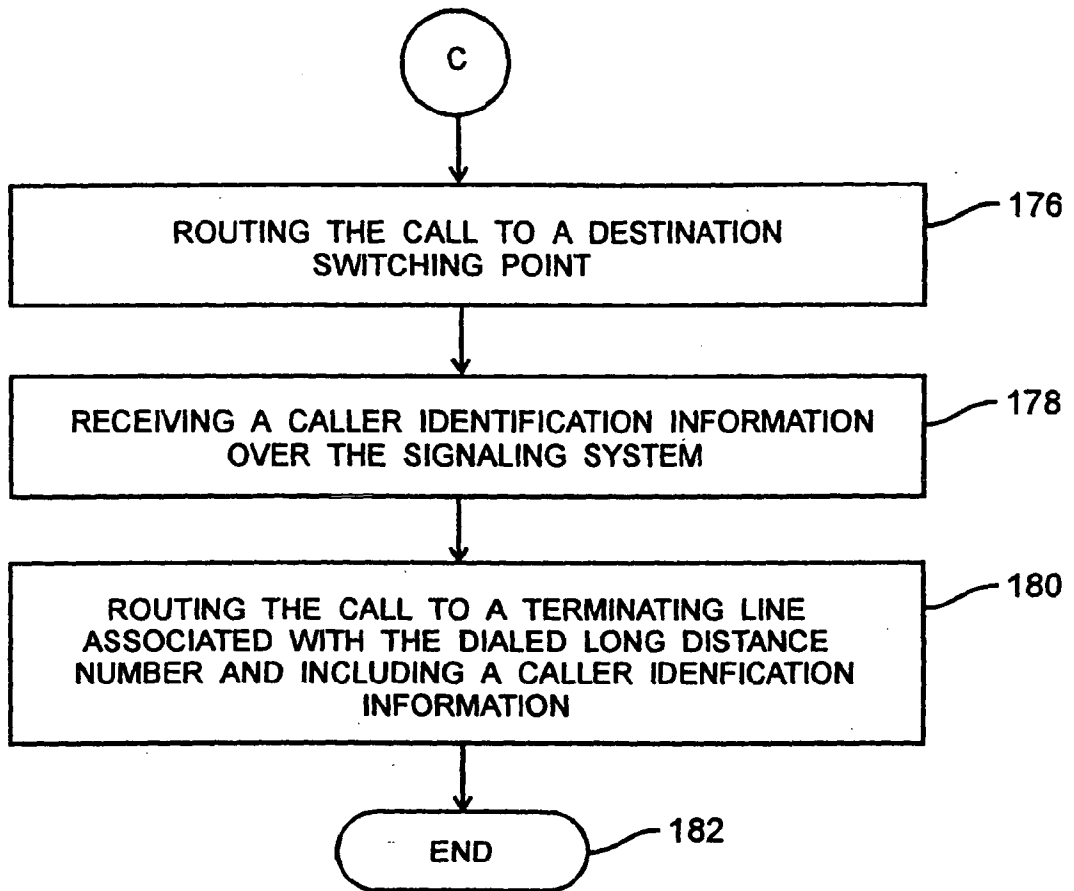 C
ROUTING THE CALL TO A DESTINATION
SWITCHING POINT
176
RECEIVING A CALLER IDENTIFICATION INFORMATION
OVER THE SIGNALING SYSTEM
178
ROUTING THE CALL TO A TERMINATING LINE
ASSOCIATED WITH THE DIALED LONG DISTANCE
NUMBER AND INCLUDING A CALLER IDENFICATION
INFORMATION
180
END
182